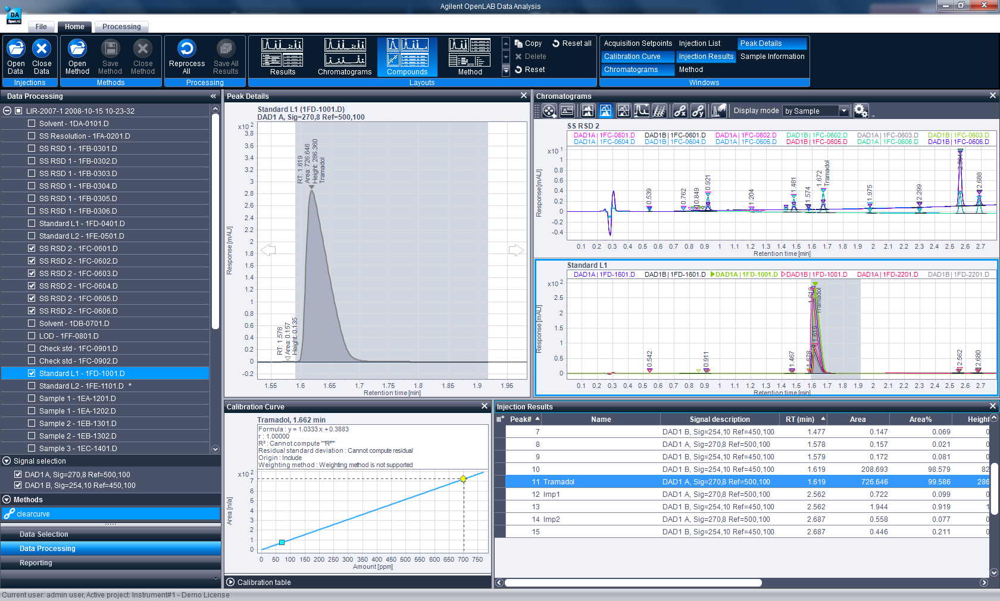 Agilent OpenLAB Data Analysis
DA
OpenLAB
File Home Processing
Open Data
Close Data
Injections
Open Method
Save Method
Close Method
Methods
Reprocess All
Save All Results
Processing
Results
Chromatograms
Compounds
Method
Copy
Reset all
Delete
Reset
Layouts
Acquisition Setpoints Injection List Peak Details
Calibration Curve Injection Results Sample Information
Chromatograms Method
Windows
Data Processing
LIR-2007-1 2008-10-15 10-23-32
Solvent - 1DA-0101.D
SS Resolution - 1FA-0201.D
SS RSD 1 - 1FB-0301.D
SS RSD 1 - 1FB-0302.D
SS RSD 1 - 1FB-0303.D
SS RSD 1 - 1FB-0304.D
SS RSD 1 - 1FB-0305.D
SS RSD 1 - 1FB-0306.D
Standard L1 - 1FD-0401.D
Standard L2 - 1FE-0501.D
SS RSD 2 - 1FC-0601.D
SS RSD 2 - 1FC-0602.D
SS RSD 2 - 1FC-0603.D
SS RSD 2 - 1FC-0604.D
SS RSD 2 - 1FC-0605.D
SS RSD 2 - 1FC-0606.D
Solvent - 1DB-0701.D
LOD - 1FF-0801.D
Check std - 1FC-0901.D
Check std - 1FC-0902.D
Standard L1 - 1FD-1001.D
Standard L2 - 1FE-1101.D *
Sample 1 - 1EA-1201.D
Sample 1 - 1EA-1202.D
Sample 2 - 1EB-1301.D
Sample 2 - 1EB-1302.D
Sample 3 - 1EC-1401.D
Signal selection
DAD1 A, Sig=270,8 Ref=500,100
DAD1 B, Sig=254,10 Ref=450,100
Methods
clearcurve
Data Selection
Data Processing
Reporting
Peak Details
Standard L1 (1FD-1001.D)
DAD1 A, Sig=270,8 Ref=500,100
x10 2
3.8
3.6
3.4
3.2
3
2.8
2.6
2.4
2.2
2
1.8
1.6
1.4
1.2
1
0.8
0.6
0.4
0.2
0
-0.2
Response [mAU]
RT: 1.619
Area: 726.646
Height: 286.360
Tramadol
RT: 1.578
Area: 0.157
Height: 0.135
1.55 1.6 1.65 1.7 1.75 1.8 1.85 1.9 1.95
Retention time [min]
Chromatograms
Display mode by Sample
SS RSD 2
DAD1A | 1FC-0601.D DAD1B | 1FC-0601.D DAD1A | 1FC-0602.D DAD1B | 1FC-0602.D DAD1A | 1FC-0603.D DAD1B | 1FC-0603.D
DAD1A | 1FC-0604.D DAD1B | 1FC-0604.D DAD1A | 1FC-0605.D DAD1B | 1FC-0605.D DAD1A | 1FC-0606.D DAD1B | 1FC-0606.D
x10 1
1
0.8
0.6
0.4
0.2
0
-0.2
-0.4
Response [mAU]
0.539
0.762
0.849
0.921
1.204
1.481
1.574
1.672
Tramadol
1.975
2.299
2.688
0.1 0.2 0.3 0.4 0.5 0.6 0.7 0.8 0.9 1 1.1 1.2 1.3 1.4 1.5 1.6 1.7 1.8 1.9 2 2.1 2.2 2.3 2.4 2.5 2.6 2.7
Retention time [min]
Standard L1
DAD1A | 1FD-1601.D DAD1B | 1FD-1601.D DAD1A | 1FD-1001.D DAD1B | 1FD-1001.D DAD1A | 1FD-2201.D DAD1B | 1FD-2201.D
x10 2
2.5
2
1.5
1
0.5
0
Response [mAU]
0.542
0.911
1.467
1.578
1.619
Tramadol
1.619
2.562
2.680
0.1 0.2 0.3 0.4 0.5 0.6 0.7 0.8 0.9 1 1.1 1.2 1.3 1.4 1.5 1.6 1.7 1.8 1.9 2 2.1 2.2 2.3 2.4 2.5 2.6 2.7
Retention time [min]
Calibration Curve
Tramadol, 1.662 min
Formula : y = 1.0333 x + 0.3883
r : 1.00000
R² : Cannot compute ""R²""
Residual standard deviation : Cannot compute residual
Origin : Include
Weighting method : Weighting method is not supported
x10 2
7
6
5
4
3
2
1
0
Area [n/a]
0 50 100 150 200 250 300 350 400 450 500 550 600 650 700 750
Amount [ppm]
Calibration table
Injection Results
Peak# Name Signal description RT (min) Area Area% Height
7 DAD1 B, Sig=254,10 Ref=450,100 1.477 0.147 0.069 0
8 DAD1 A, Sig=270,8 Ref=500,100 1.578 0.157 0.021 0
9 DAD1 B, Sig=254,10 Ref=450,100 1.579 0.172 0.081 0
10 DAD1 B, Sig=254,10 Ref=450,100 1.619 208.693 98.579 82
11 Tramadol DAD1 A, Sig=270,8 Ref=500,100 1.619 726.646 99.586 286
12 Imp1 DAD1 A, Sig=270,8 Ref=500,100 2.562 0.722 0.099 0
13 DAD1 B, Sig=254,10 Ref=450,100 2.562 1.944 0.919 1
14 Imp2 DAD1 A, Sig=270,8 Ref=500,100 2.687 0.558 0.077 0
15 DAD1 B, Sig=254,10 Ref=450,100 2.687 0.446 0.211 0
Current user: admin user, Active project: Instrument#1 - Demo License